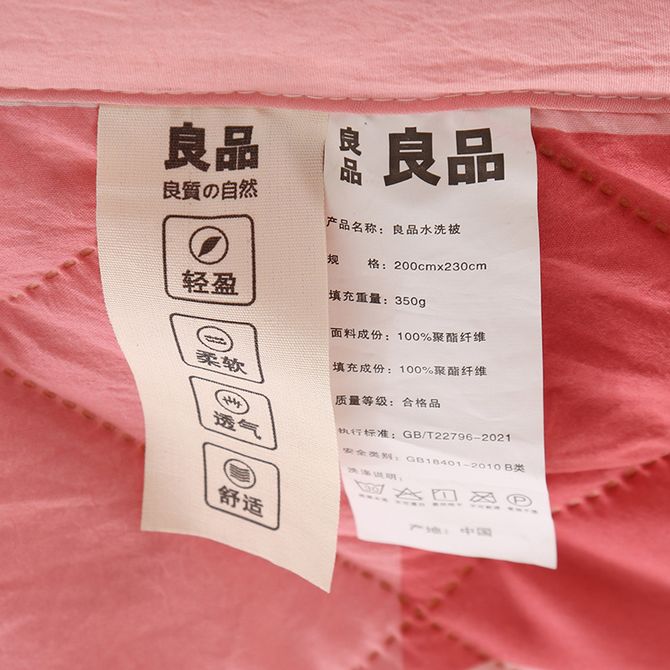 良品
良質の自然
轻盈
柔软
透气
舒适
良品
良品
产品名称：良品水洗被
规 格：200cmx230cm
填充重量：350g
面料成份：100%聚酯纤维
填充成份：100%聚酯纤维
质量等级：合格品
执行标准：GB/T22796-2021
安全类别：GB18401-2010 B类
洗涤说明：
30
P
产地：中国